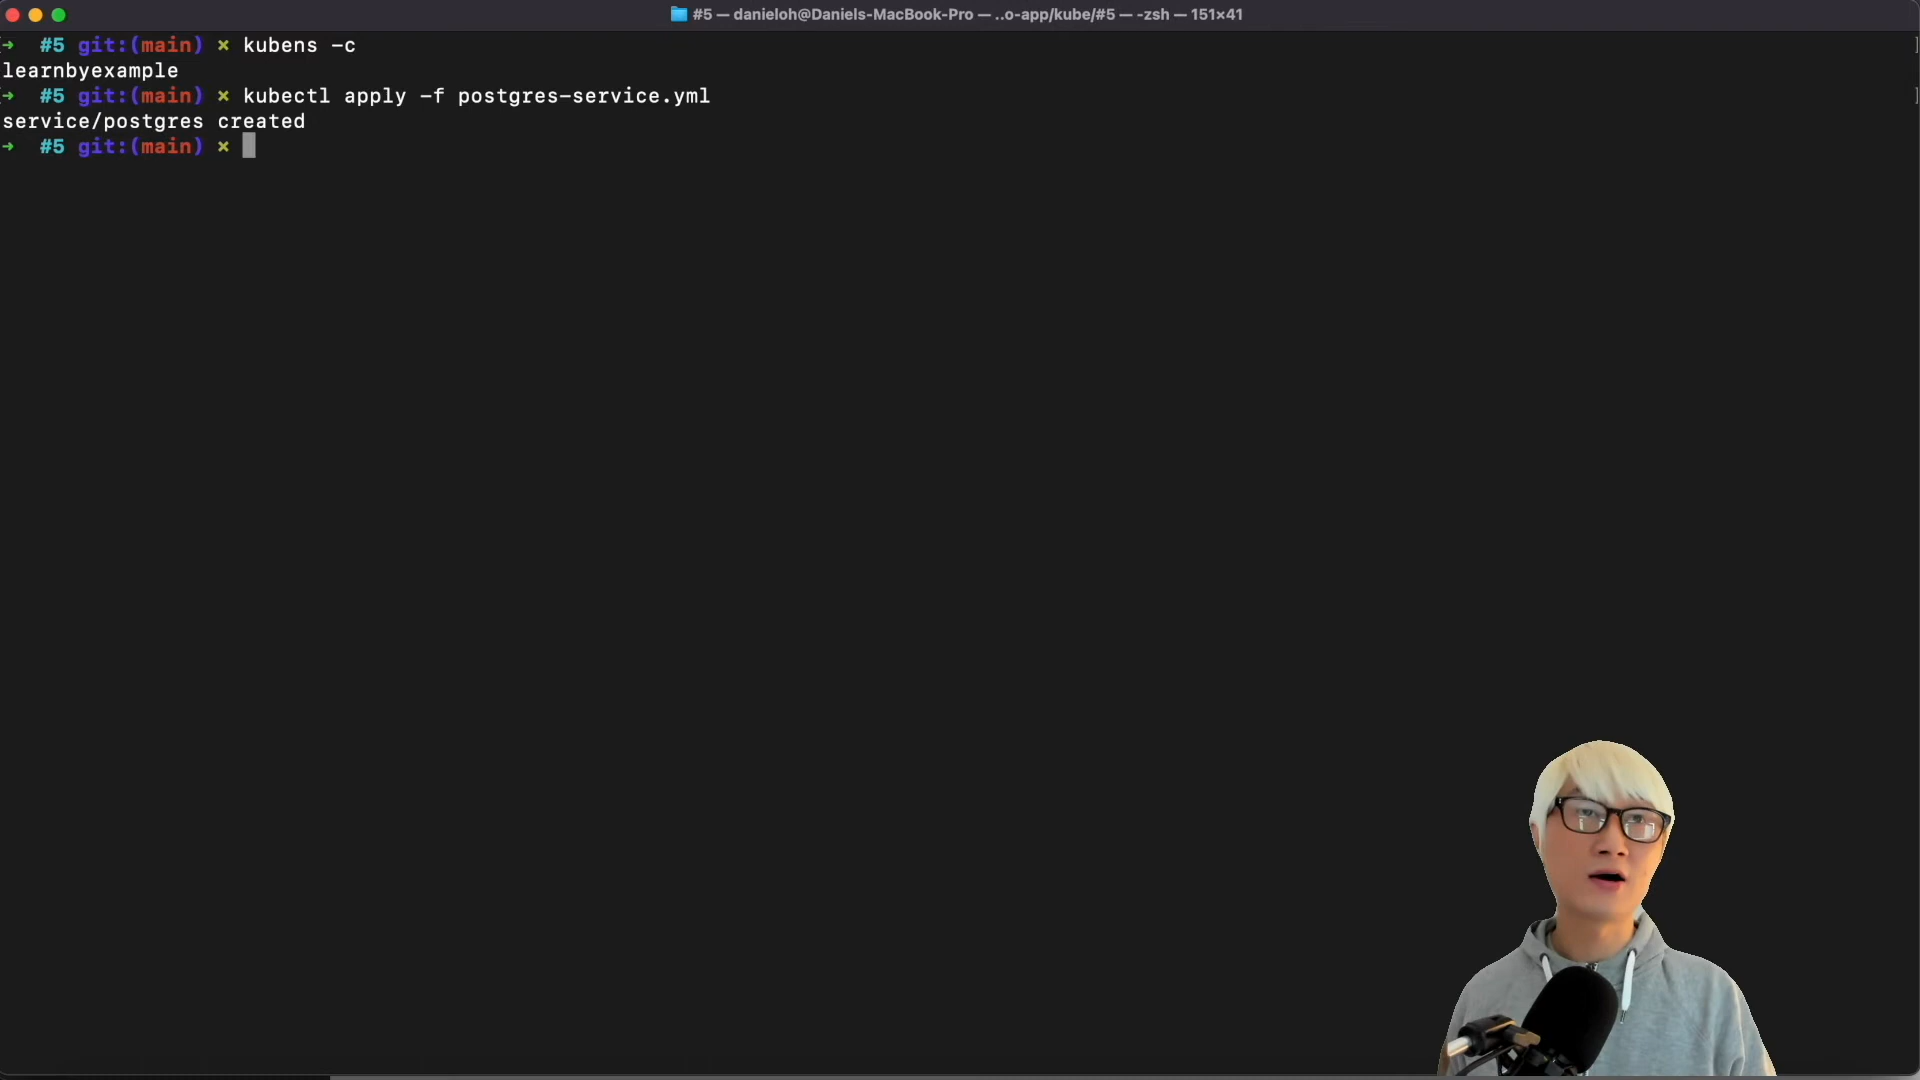 #5 — danieloh@Daniels-MacBook-Pro — ..o-app/kube/#5 — -zsh — 151×41
➜  #5 git:(main) ✗ kubens -c
learnbyexample
➜  #5 git:(main) ✗ kubectl apply -f postgres-service.yml
service/postgres created
➜  #5 git:(main) ✗